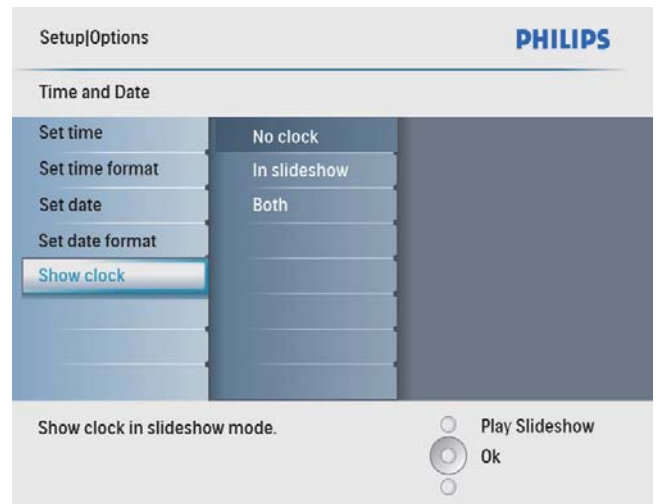 Setup|Options
PHILIPS
Time and Date
Set time
No clock
Set time format
In slideshow
Set date
Both
Set date format
Show clock
Show clock in slideshow mode.
Play Slideshow
Ok